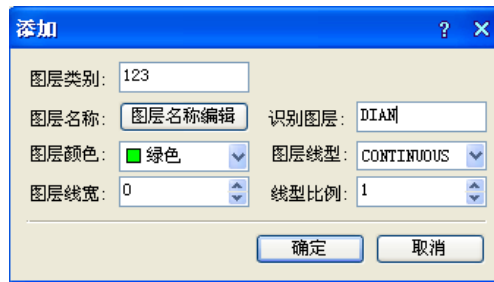 添加
图层类别: 123
图层名称: 图层名称编辑 识别图层: DIAN
图层颜色: 绿色 图层线型: CONTINUOUS
图层线宽: 0 线型比例: 1
确定 取消